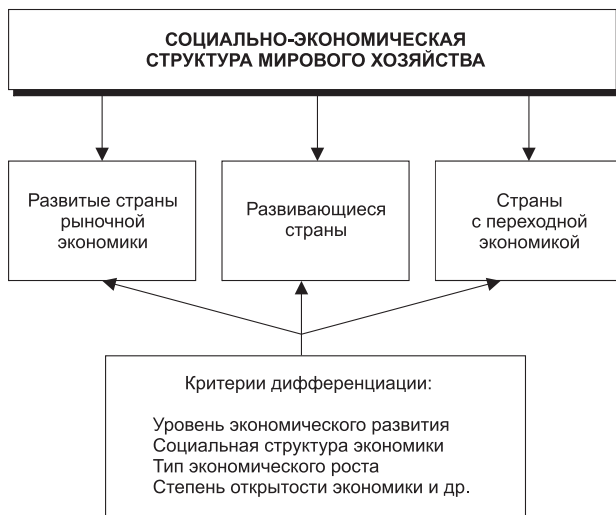 СОЦИАЛЬНО-ЭКОНОМИЧЕСКАЯ
СТРУКТУРА МИРОВОГО ХОЗЯЙСТВА
Развитые страны
рыночной
экономики
Развивающиеся
страны
Страны
с переходной
экономикой
Критерии дифференциации:
Уровень экономического развития
Социальная структура экономики
Тип экономического роста
Степень открытости экономики и др.